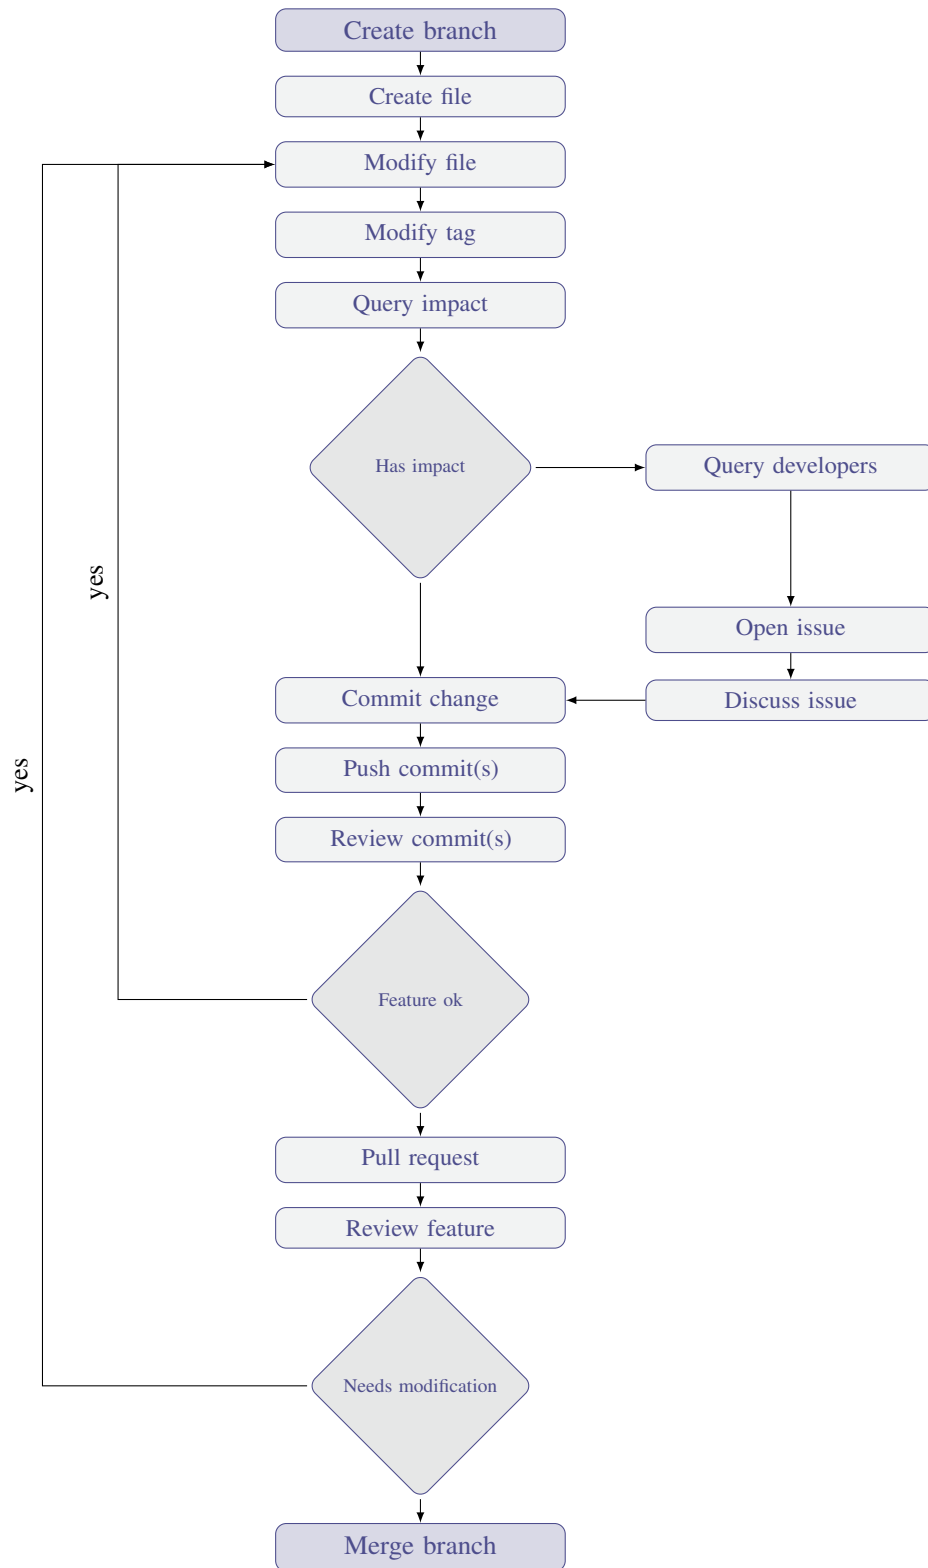 Create branch
Create file
Modify file
Modify tag
Query impact
Has impact
Query developers
yes
Open issue
Commit change
Discuss issue
yes
Push commit(s)
Review commit(s)
Feature ok
Pull request
Review feature
Needs modification
Merge branch